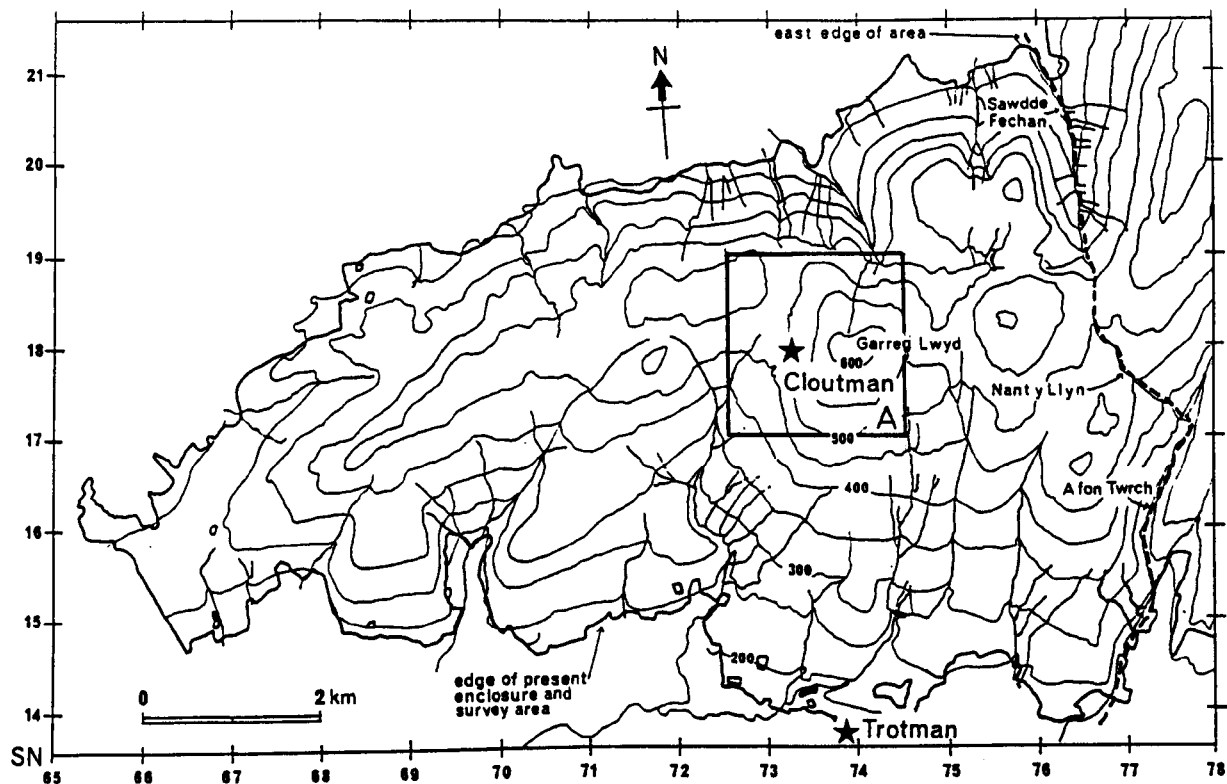 east edge of area
21
N
Sawdde
Fechan
20
19
18
Garreg Lwyd
600
Cloutman
Nant y Llyn
A
17
500
400
Afon Twrch
16
300
15
200
edge of present
enclosure and
survey area
0 2 km
14
Trotman
SN
65 66 67 68 69 70 71 72 73 74 75 76 77 78